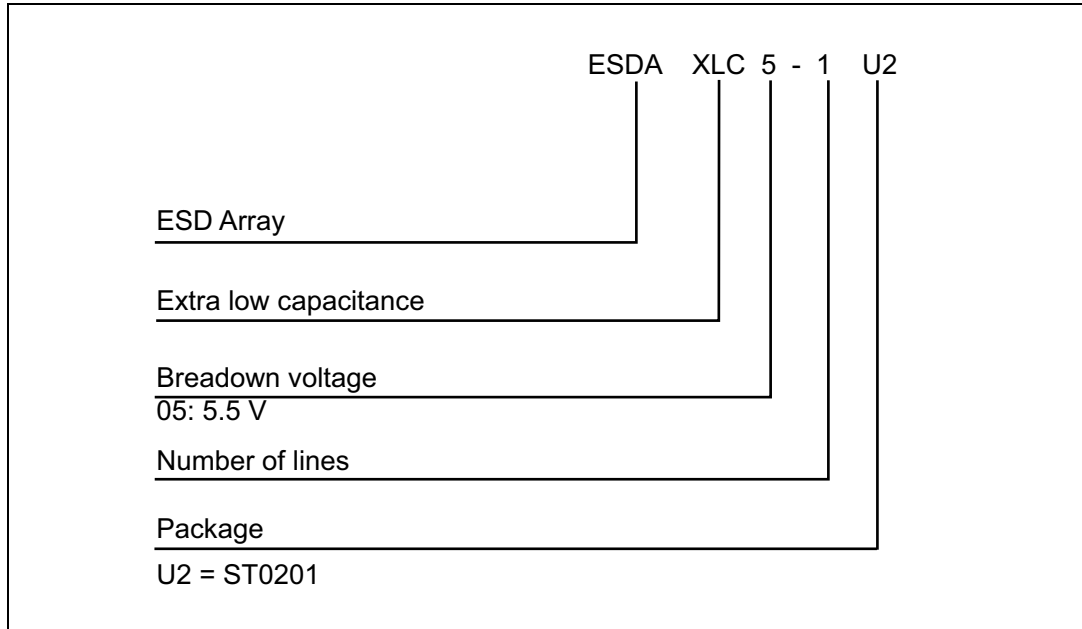 ESDA XLC 5 - 1 U2
ESD Array
Extra low capacitance
Breadown voltage
05: 5.5 V
Number of lines
Package
U2 = ST0201